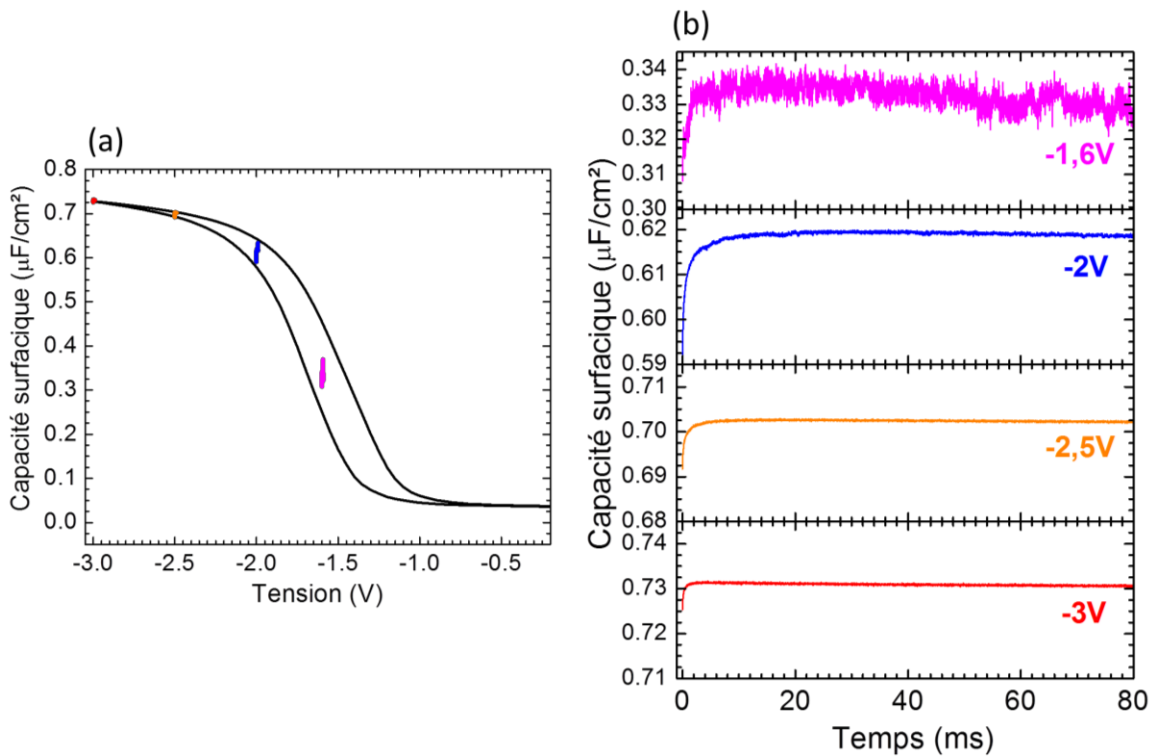 (a)
Capacité surfacique (µF/cm²)
0.8
0.7
0.6
0.5
0.4
0.3
0.2
0.1
0.0
-3.0 -2.5 -2.0 -1.5 -1.0 -0.5
Tension (V)
(b)
Capacité surfacique (µF/cm²)
0.34
0.33
0.32
0.31
0.30
-1,6V
0.62
0.61
0.60
0.59
-2V
0.71
0.70
0.69
0.68
-2,5V
0.74
0.73
0.72
0.71
-3V
0 20 40 60 80
Temps (ms)